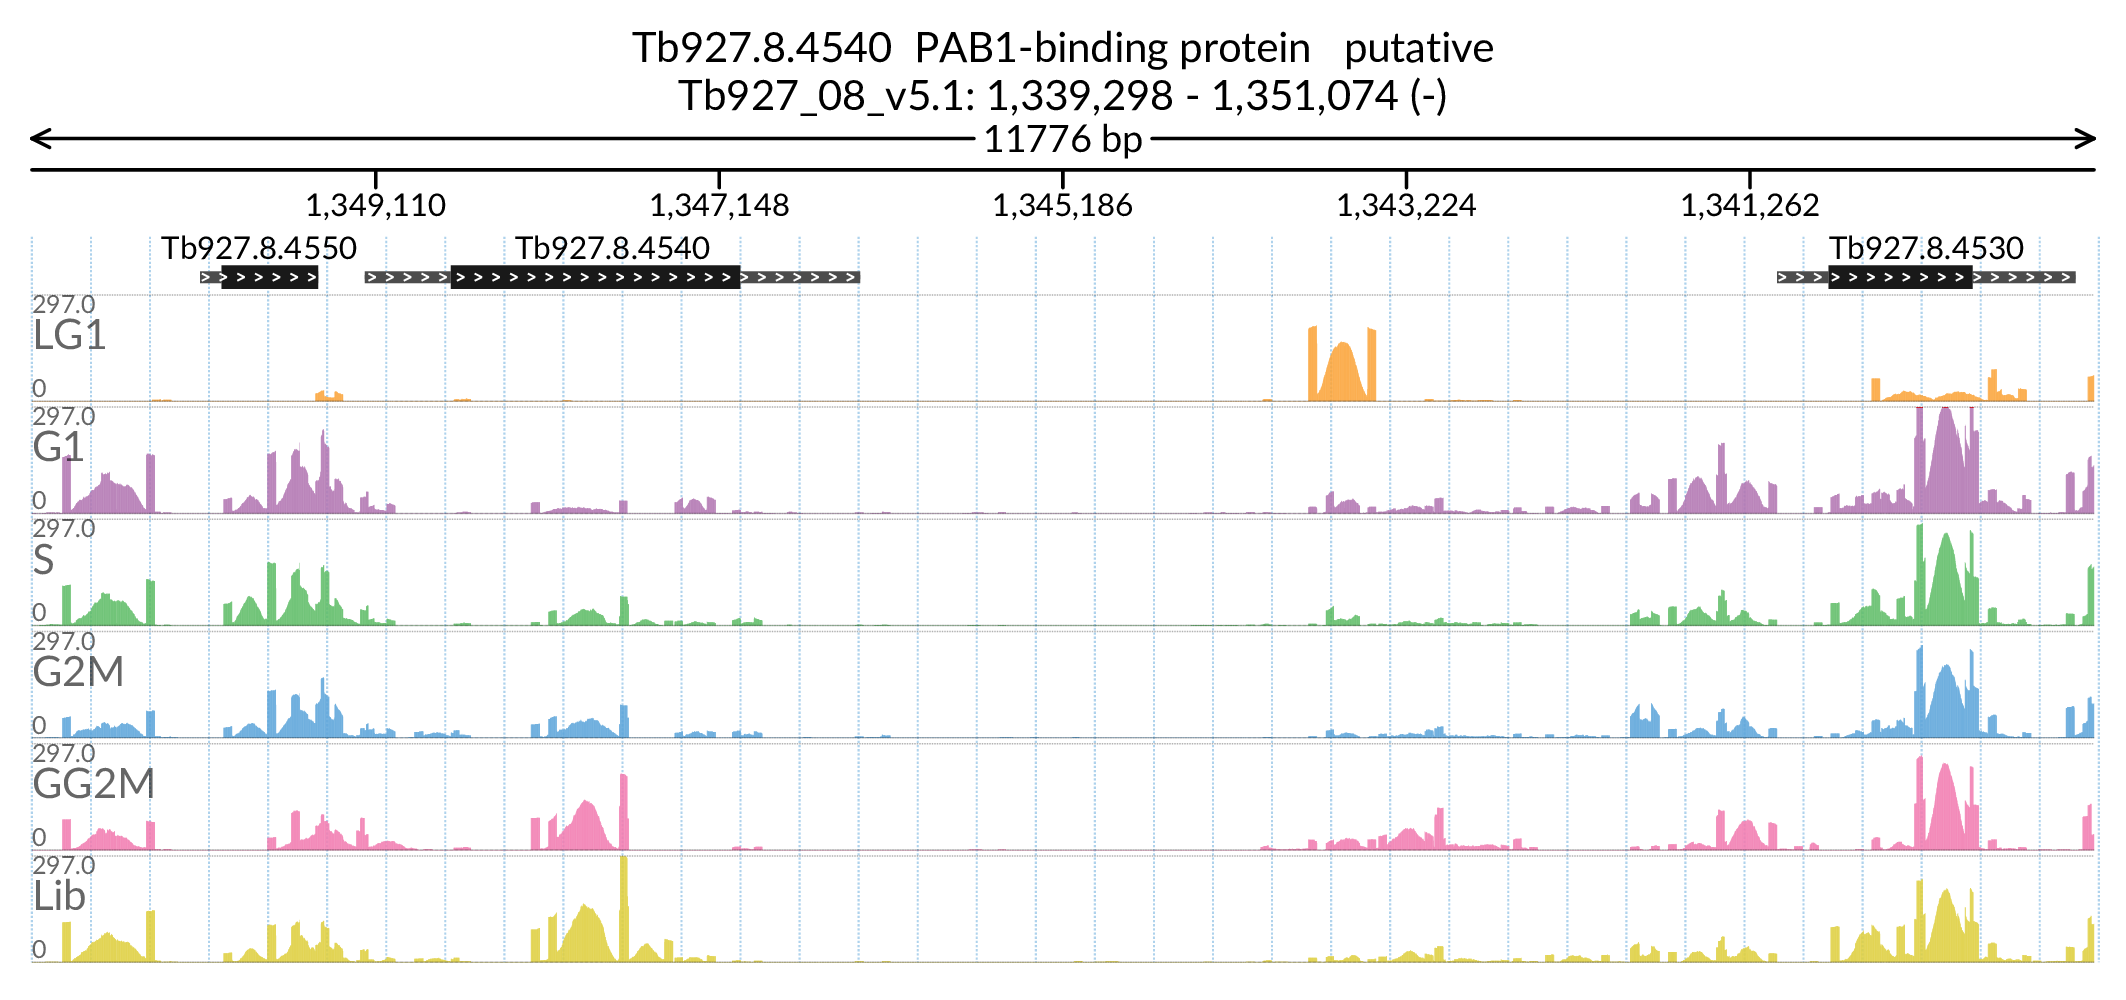 Tb927.8.4540 PAB1-binding protein putative
Tb927_08_v5.1: 1,339,298 - 1,351,074 (-)
11776 bp
1,349,110 1,347,148 1,345,186 1,343,224 1,341,262
Tb927.8.4550 Tb927.8.4540 Tb927.8.4530
297.0
LG1
0
297.0
G1
0
297.0
S
0
297.0
G2M
0
297.0
GG2M
0
297.0
Lib
0